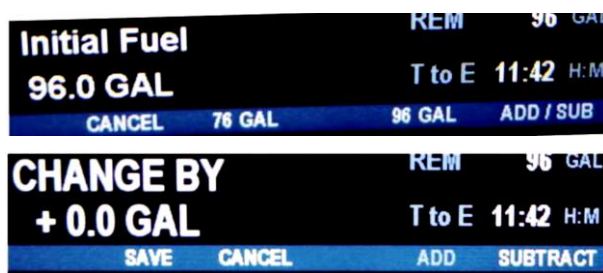 Initial Fuel
96.0 GAL
REM 96 GAL
T to E 11:42 H:M
CANCEL 76 GAL 96 GAL ADD / SUB
CHANGE BY
+ 0.0 GAL
REM 96 GAL
T to E 11:42 H:M
SAVE CANCEL ADD SUBTRACT